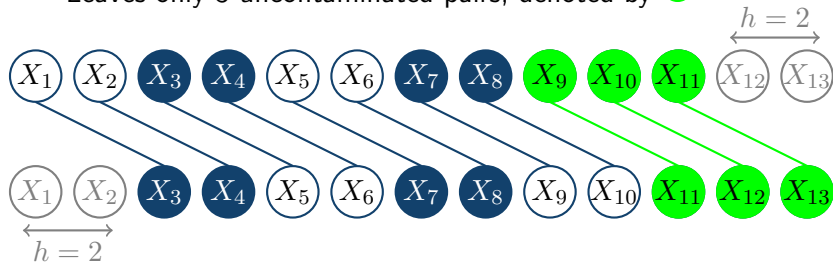 Leaves only 3 uncontaminated pairs, denoted by
h = 2
X₁ X₂ X₃ X₄ X₅ X₆ X₇ X₈ X₉ X₁₀ X₁₁ X₁₂ X₁₃
X₁ X₂ X₃ X₄ X₅ X₆ X₇ X₈ X₉ X₁₀ X₁₁ X₁₂ X₁₃
h = 2